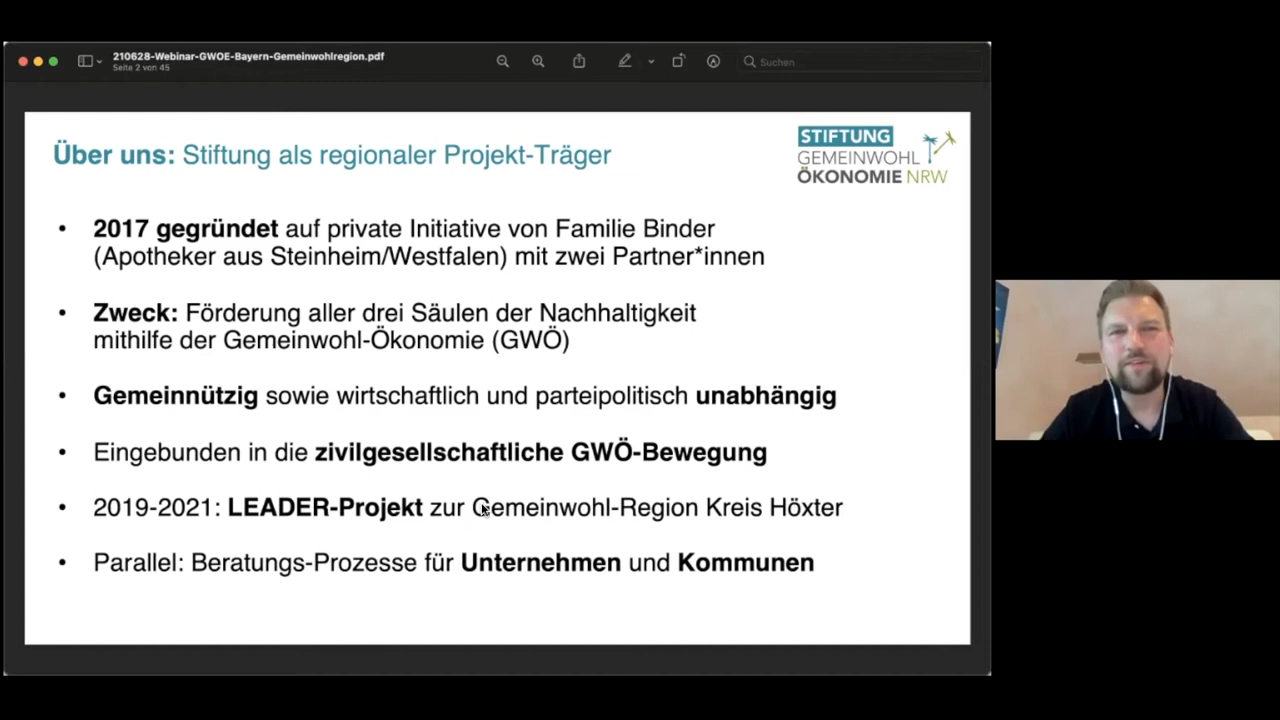 210628-Webinar-GWOE-Bayern-Gemeinwohlregion.pdf
Seite 2 von 45
Suchen
Über uns: Stiftung als regionaler Projekt-Träger
STIFTUNG
GEMEINWOHL
ÖKONOMIE NRW
• 2017 gegründet auf private Initiative von Familie Binder
(Apotheker aus Steinheim/Westfalen) mit zwei Partner*innen
• Zweck: Förderung aller drei Säulen der Nachhaltigkeit
mithilfe der Gemeinwohl-Ökonomie (GWÖ)
• Gemeinnützig sowie wirtschaftlich und parteipolitisch unabhängig
• Eingebunden in die zivilgesellschaftliche GWÖ-Bewegung
• 2019-2021: LEADER-Projekt zur Gemeinwohl-Region Kreis Höxter
• Parallel: Beratungs-Prozesse für Unternehmen und Kommunen